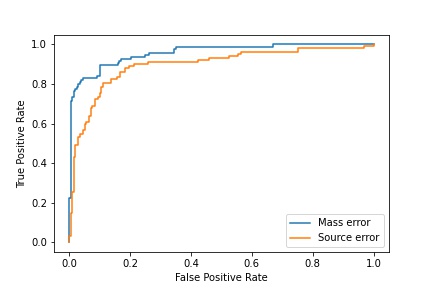 1.0
0.8
0.6
0.4
0.2
0.0
True Positive Rate
Mass error
Source error
0.0 0.2 0.4 0.6 0.8 1.0
False Positive Rate